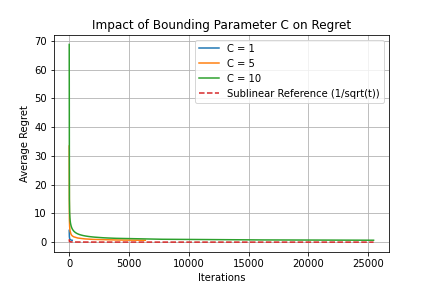 Impact of Bounding Parameter C on Regret
70
60
50
40
30
20
10
0
Average Regret
C = 1
C = 5
C = 10
Sublinear Reference (1/sqrt(t))
0 5000 10000 15000 20000 25000
Iterations